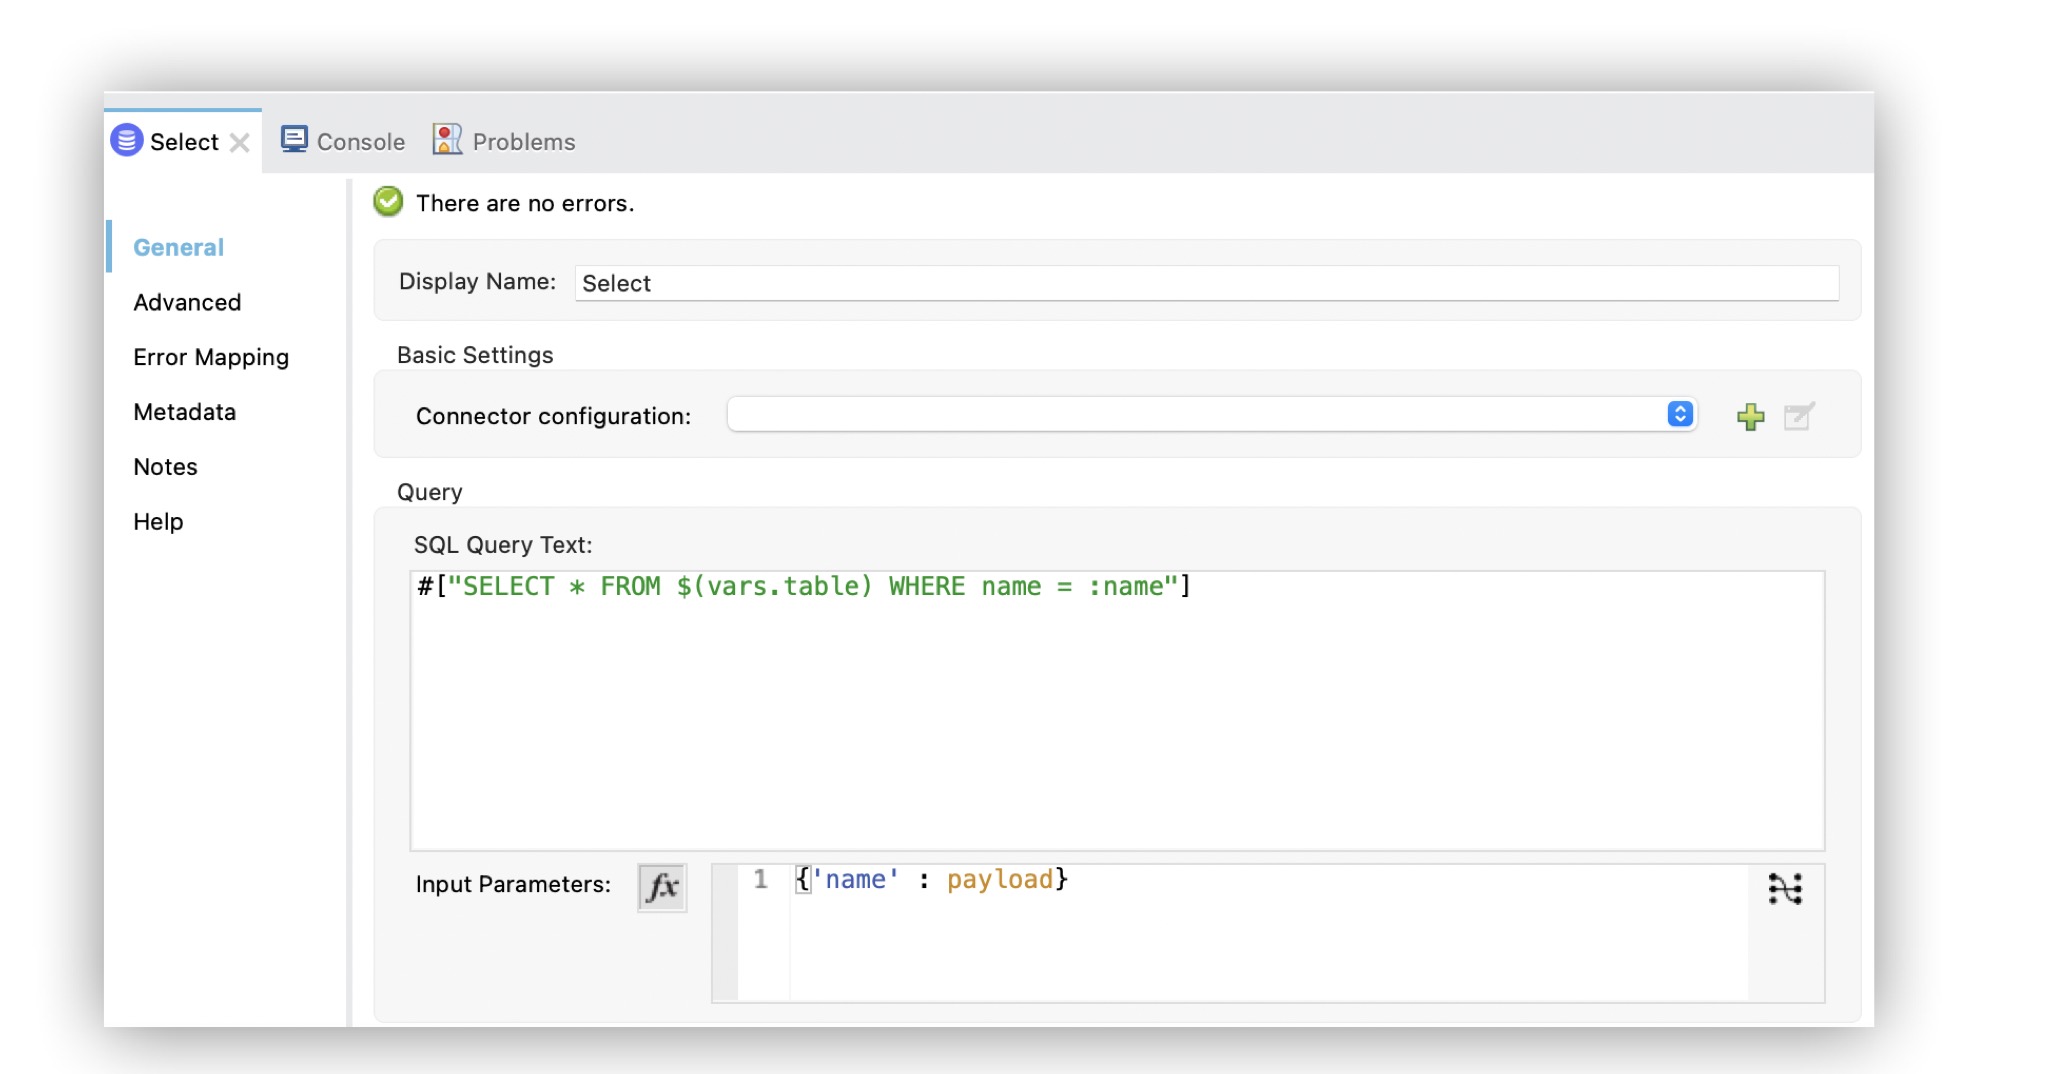 Select Console Problems
There are no errors.
General
Advanced
Error Mapping
Metadata
Notes
Help
Display Name: Select
Basic Settings
Connector configuration:
Query
SQL Query Text:
#["SELECT * FROM $(vars.table) WHERE name = :name"]
Input Parameters: fx 1 {'name' : payload}